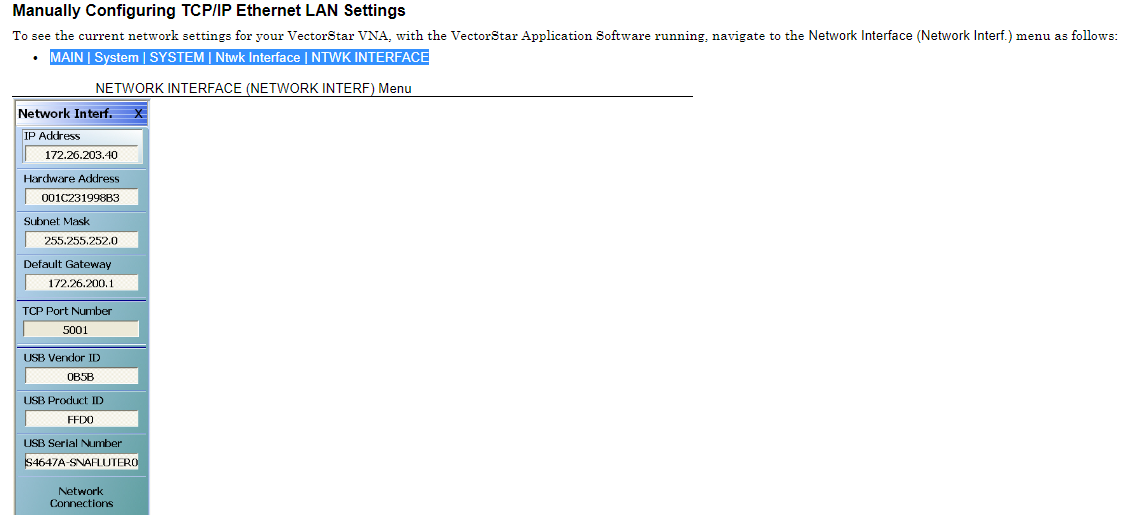 Manually Configuring TCP/IP Ethernet LAN Settings
To see the current network settings for your VectorStar VNA, with the VectorStar Application Software running, navigate to the Network Interface (Network Interf.) menu as follows:
• MAIN | System | SYSTEM | Ntwk Interface | NTWK INTERFACE
NETWORK INTERFACE (NETWORK INTERF) Menu
Network Interf. X
IP Address
172.26.203.40
Hardware Address
001C231998B3
Subnet Mask
255.255.252.0
Default Gateway
172.26.200.1
TCP Port Number
5001
USB Vendor ID
0B5B
USB Product ID
FFD0
USB Serial Number
S4647A-SNAFLUTER0
Network
Connections